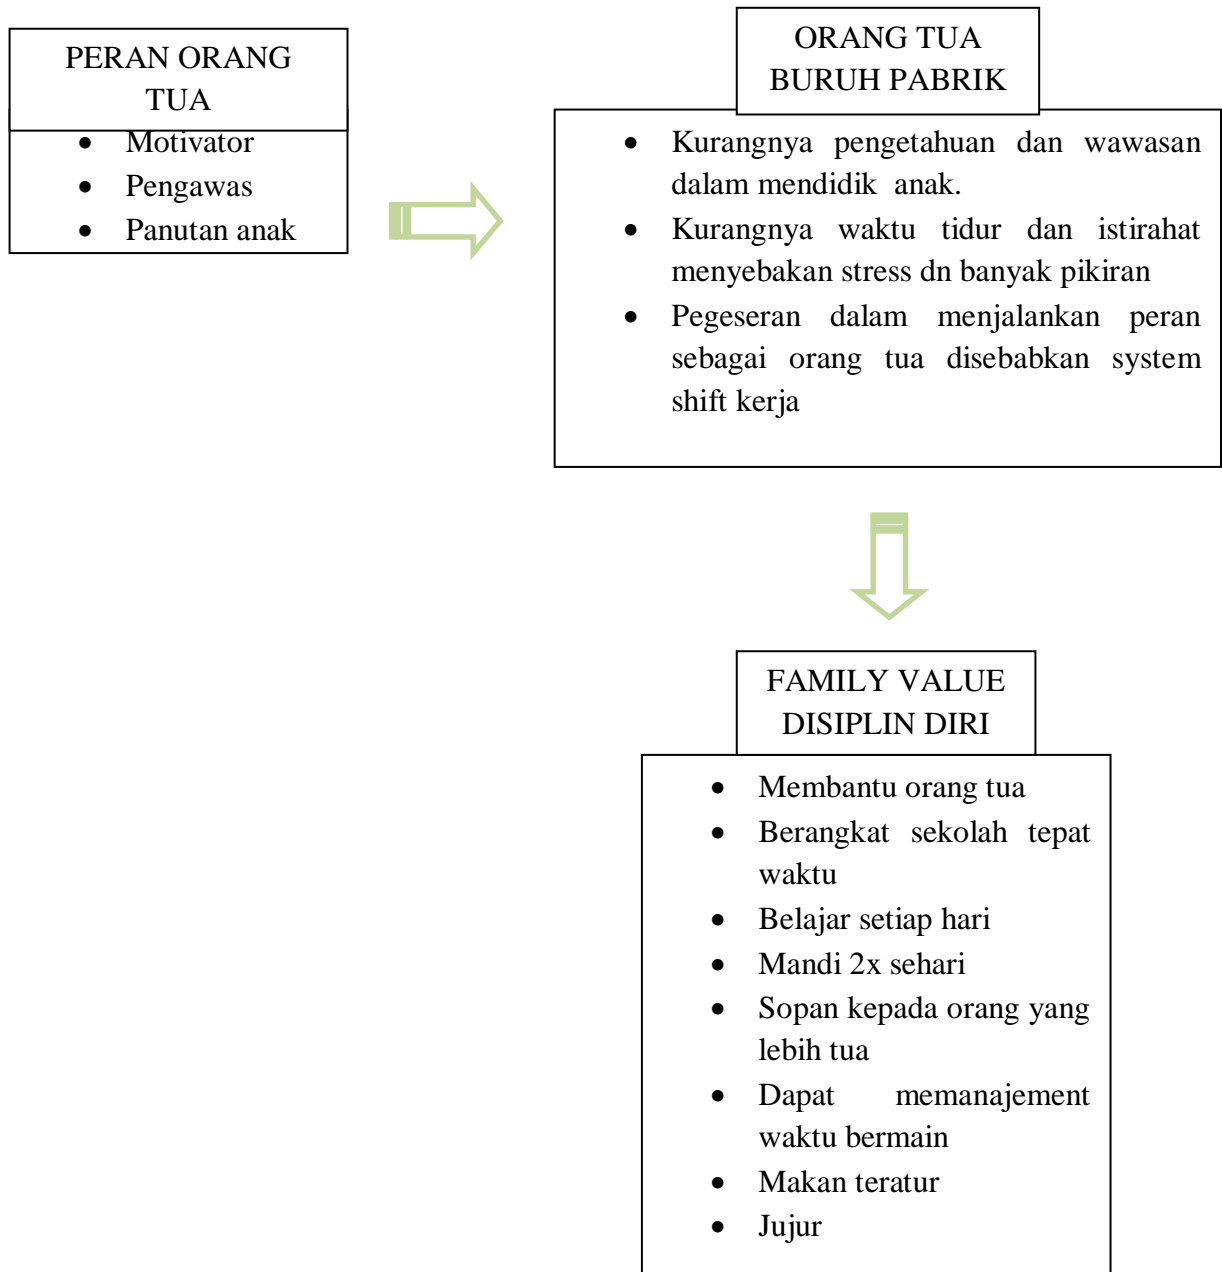 PERAN ORANG
TUA
• Motivator
• Pengawas
• Panutan anak
ORANG TUA
BURUH PABRIK
• Kurangnya pengetahuan dan wawasan
dalam mendidik anak.
• Kurangnya waktu tidur dan istirahat
menyebakan stress dn banyak pikiran
• Pegeseran dalam menjalankan peran
sebagai orang tua disebabkan system
shift kerja
FAMILY VALUE
DISIPLIN DIRI
• Membantu orang tua
• Berangkat sekolah tepat
waktu
• Belajar setiap hari
• Mandi 2x sehari
• Sopan kepada orang yang
lebih tua
• Dapat memanajement
waktu bermain
• Makan teratur
• Jujur